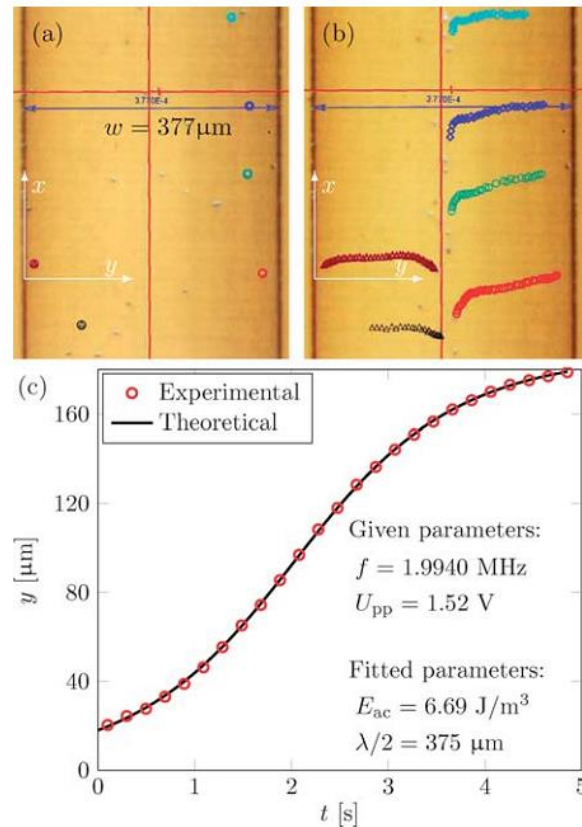 (a)
3.770E-4
w = 377μm
x
y
(b)
3.770E-4
x
y
(c)
Experimental
Theoretical
160
120
80
40
0
y [μm]
Given parameters:
f = 1.9940 MHz
U_pp = 1.52 V
Fitted parameters:
E_ac = 6.69 J/m³
λ/2 = 375 μm
0 1 2 3 4 5
t [s]